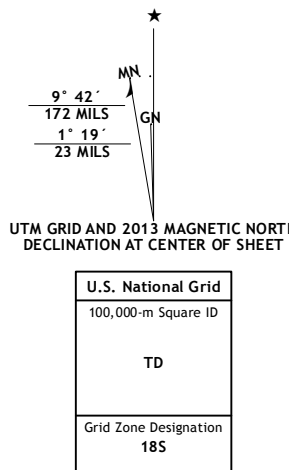 MN
9° 42´
172 MILS
GN
1° 19´
23 MILS
UTM GRID AND 2013 MAGNETIC NORTH
DECLINATION AT CENTER OF SHEET
U.S. National Grid
100,000-m Square ID
TD
Grid Zone Designation
18S